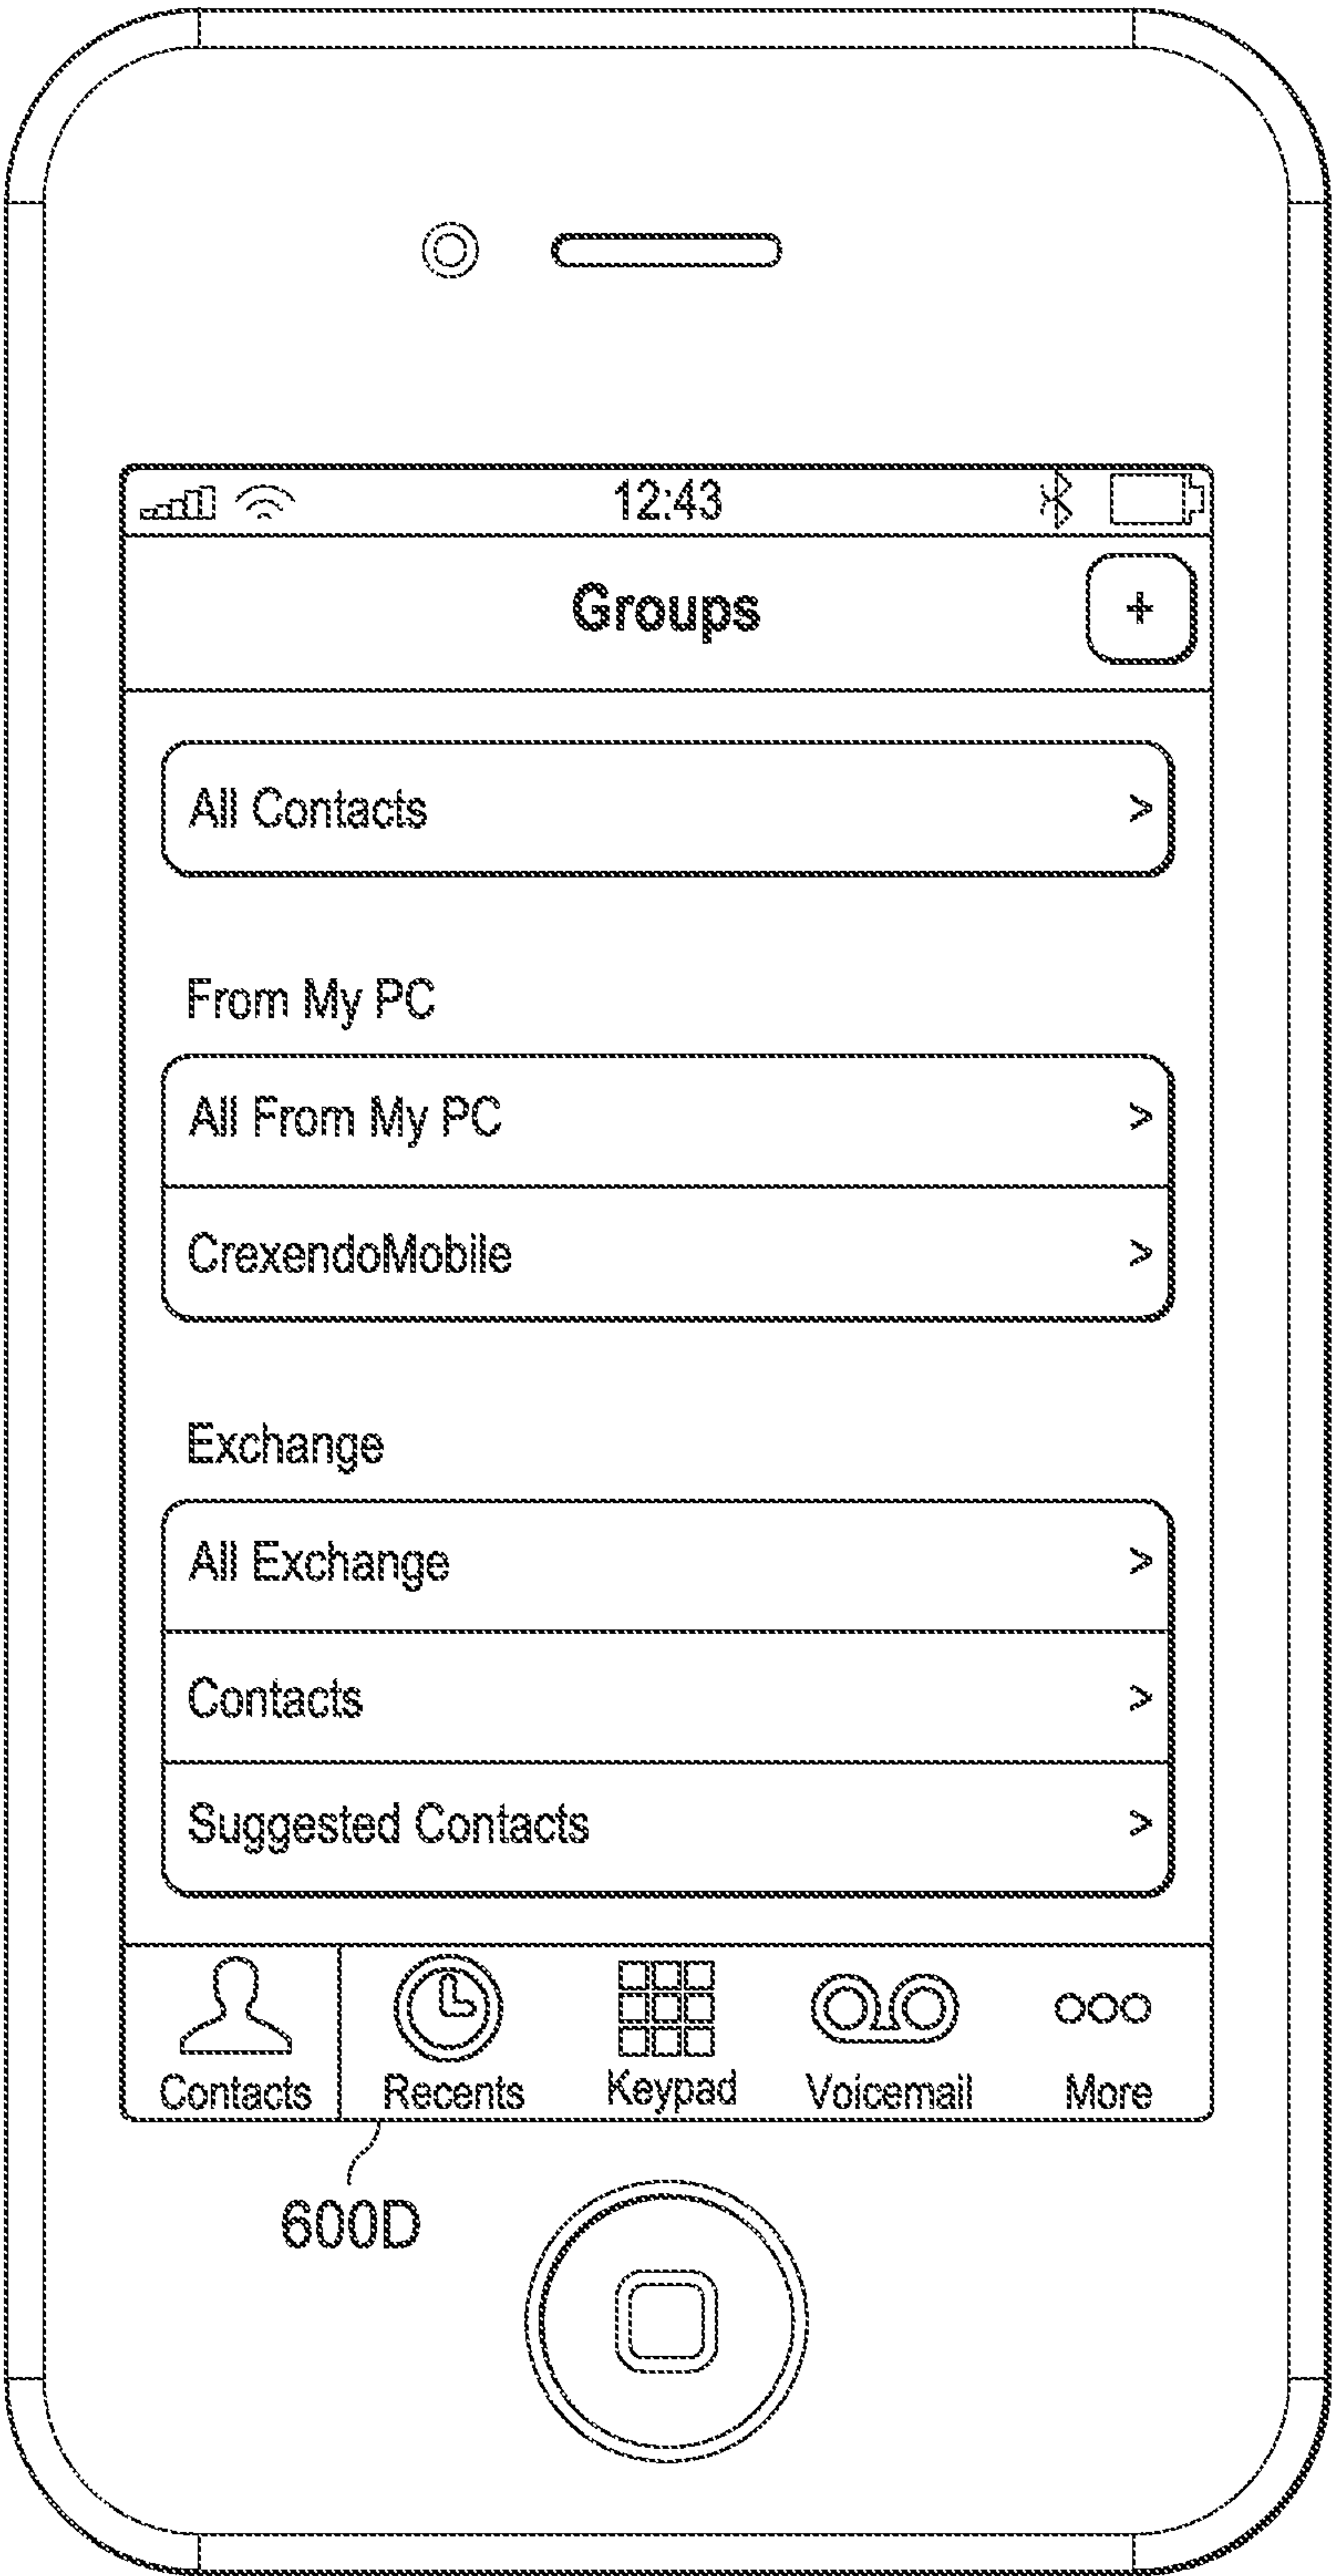 12:43
Groups
+
All Contacts >
From My PC
All From My PC >
CrexendoMobile >
Exchange
All Exchange >
Contacts >
Suggested Contacts >
Contacts Recents Keypad Voicemail More
600D